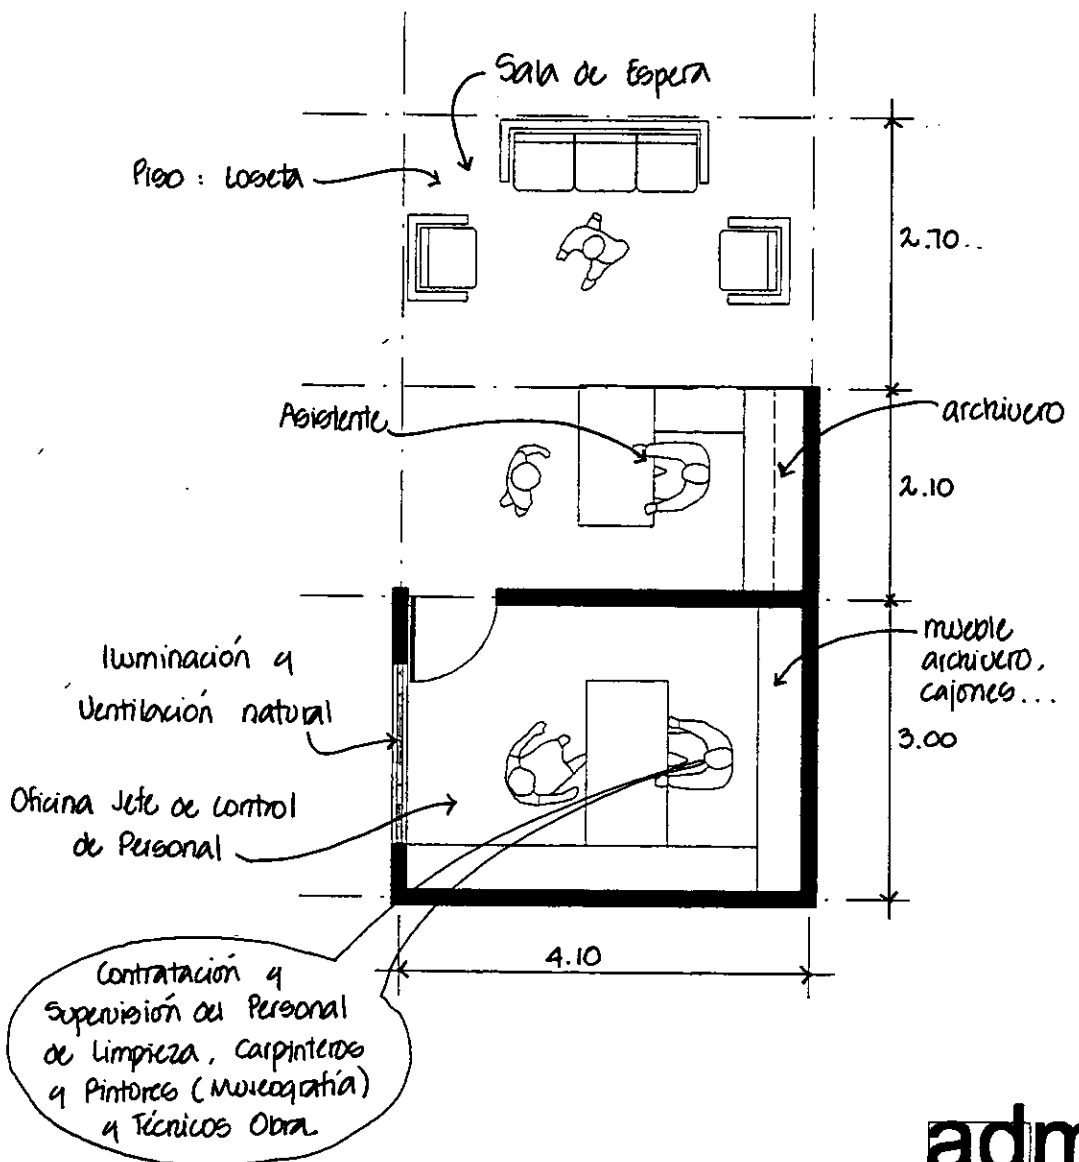 Sala de Espera
Piso : Loseta
2.70..
Asistente
archivero
2.10
Iluminación y
Ventilación natural
mueble
archivero,
cajones...
3.00
Oficina Jefe de control
de Personal
4.10
Contratación y
Supervisión del Personal
de Limpieza, Carpinteros
y Pintores (Museografía)
y Técnicos Obra.
adm